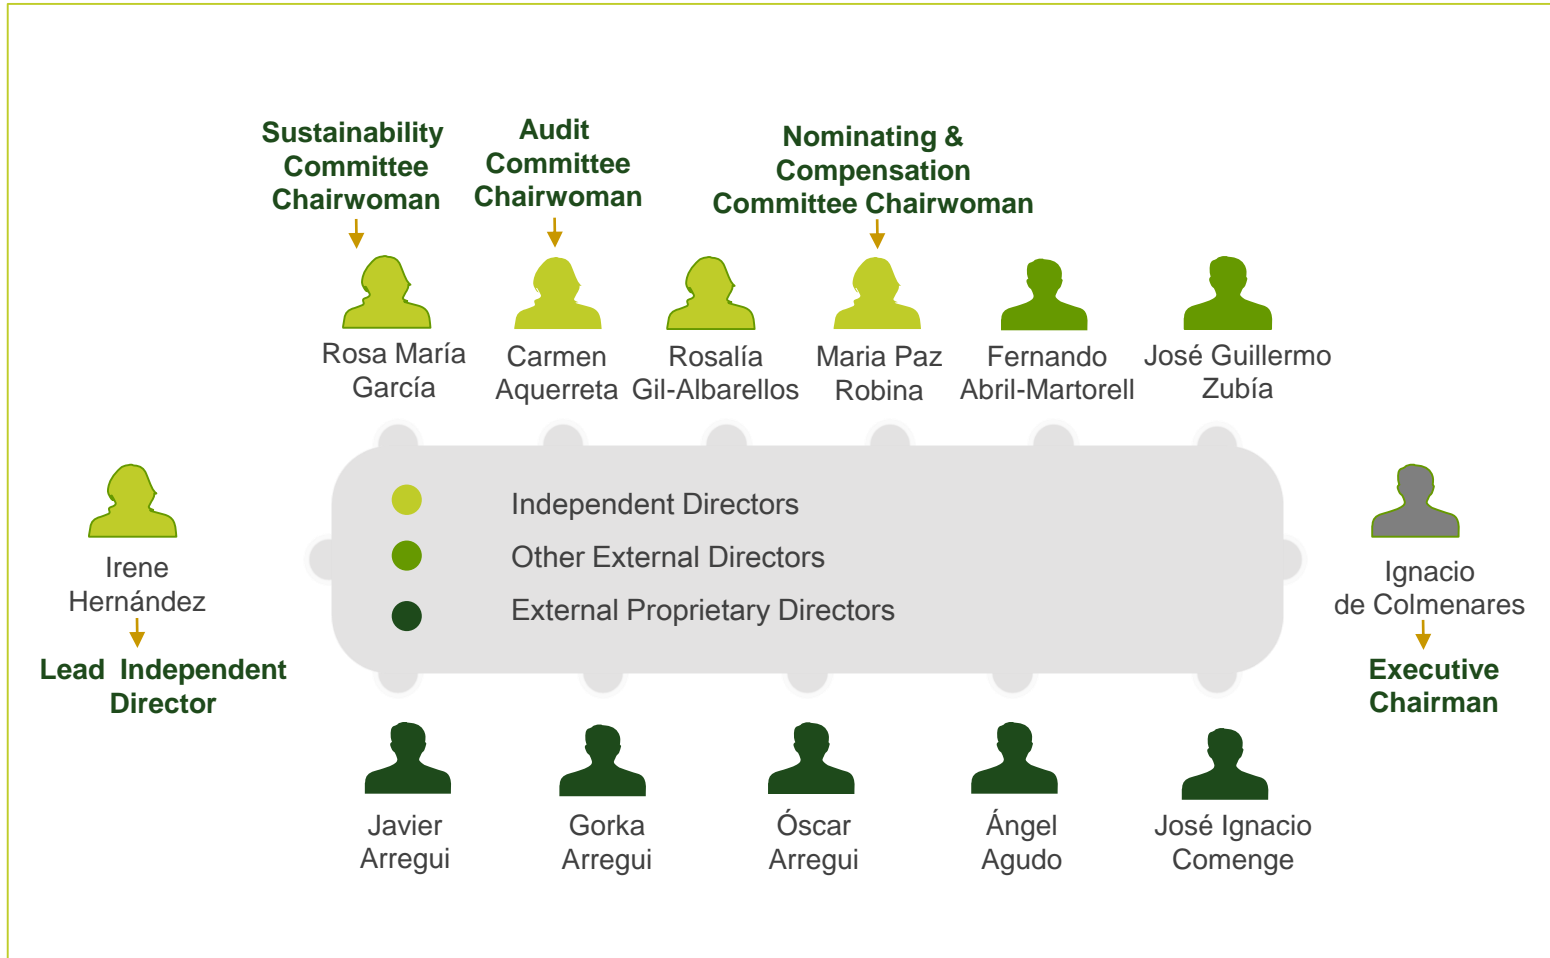 Sustainability
Committee
Chairwoman
Audit
Committee
Chairwoman
Nominating &
Compensation
Committee Chairwoman
Rosa María
García
Carmen
Aquerreta
Rosalía
Gil-Albarellos
Maria Paz
Robina
Fernando
Abril-Martorell
José Guillermo
Zubía
Irene
Hernández
Lead Independent
Director
Independent Directors
Other External Directors
External Proprietary Directors
Ignacio
de Colmenares
Executive
Chairman
Javier
Arregui
Gorka
Arregui
Óscar
Arregui
Ángel
Agudo
José Ignacio
Comenge